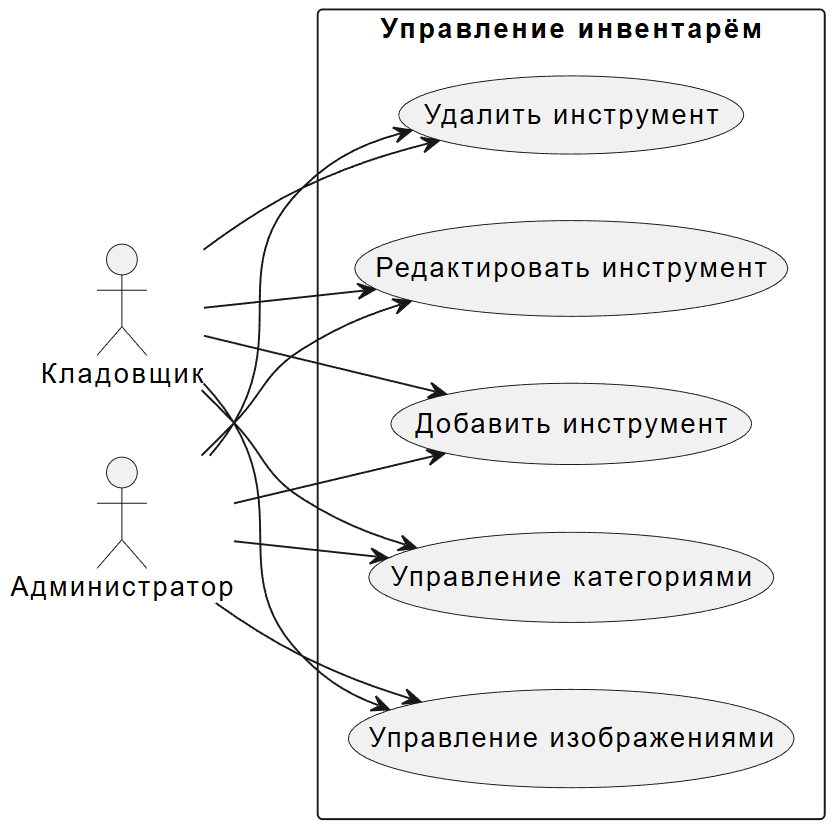 Управление инвентарём
Удалить инструмент
Редактировать инструмент
Кладовщик
Добавить инструмент
Управление категориями
Администратор
Управление изображениями